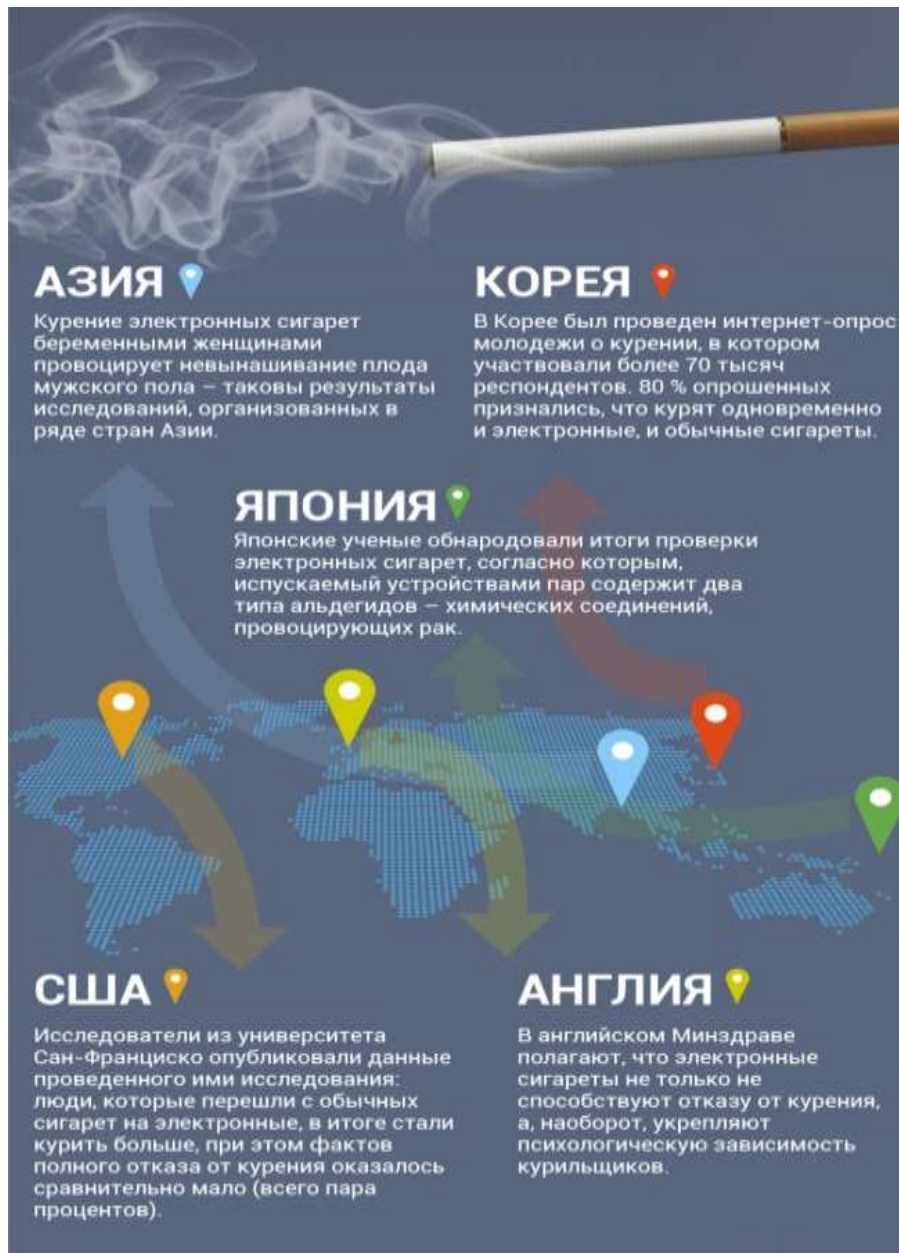 АЗИЯ
Курение электронных сигарет
беременными женщинами
провоцирует невынашивание плода
мужского пола – таковы результаты
исследований, организованных в
ряде стран Азии.
КОРЕЯ
В Корее был проведен интернет-опрос
молодежи о курении, в котором
участвовали более 70 тысяч
респондентов. 80 % опрошенных
признались, что курят одновременно
и электронные, и обычные сигареты.
ЯПОНИЯ
Японские ученые обнародовали итоги проверки
электронных сигарет, согласно которым,
испускаемый устройствами пар содержит два
типа альдегидов – химических соединений,
провоцирующих рак.
США
Исследователи из университета
Сан-Франциско опубликовали данные
проведенного ими исследования:
люди, которые перешли с обычных
сигарет на электронные, в итоге стали
курить больше, при этом фактов
полного отказа от курения оказалось
сравнительно мало (всего пара
процентов).
АНГЛИЯ
В английском Минздраве
полагают, что электронные
сигареты не только не
способствуют отказу от курения,
а, наоборот, укрепляют
психологическую зависимость
курильщиков.